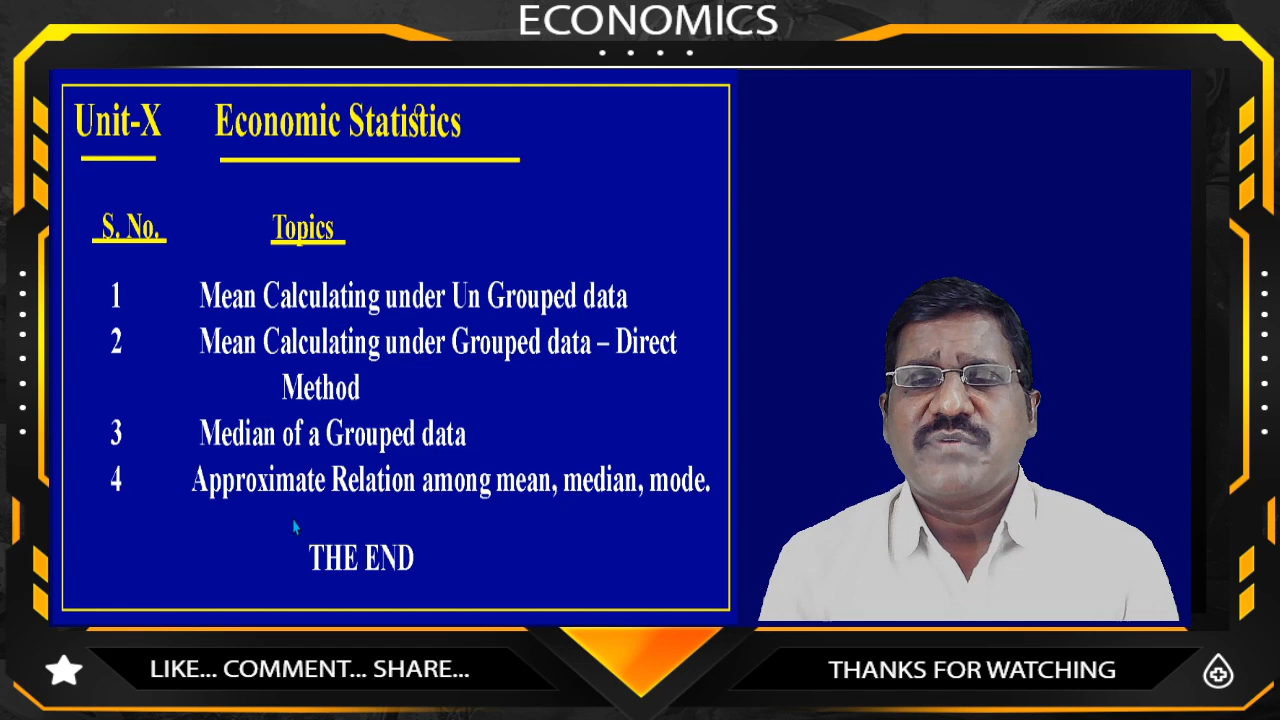 ECONOMICS
Unit-X Economic Statistics
S. No. Topics
1 Mean Calculating under Un Grouped data
2 Mean Calculating under Grouped data – Direct
Method
3 Median of a Grouped data
4 Approximate Relation among mean, median, mode.
THE END
LIKE... COMMENT... SHARE...
THANKS FOR WATCHING